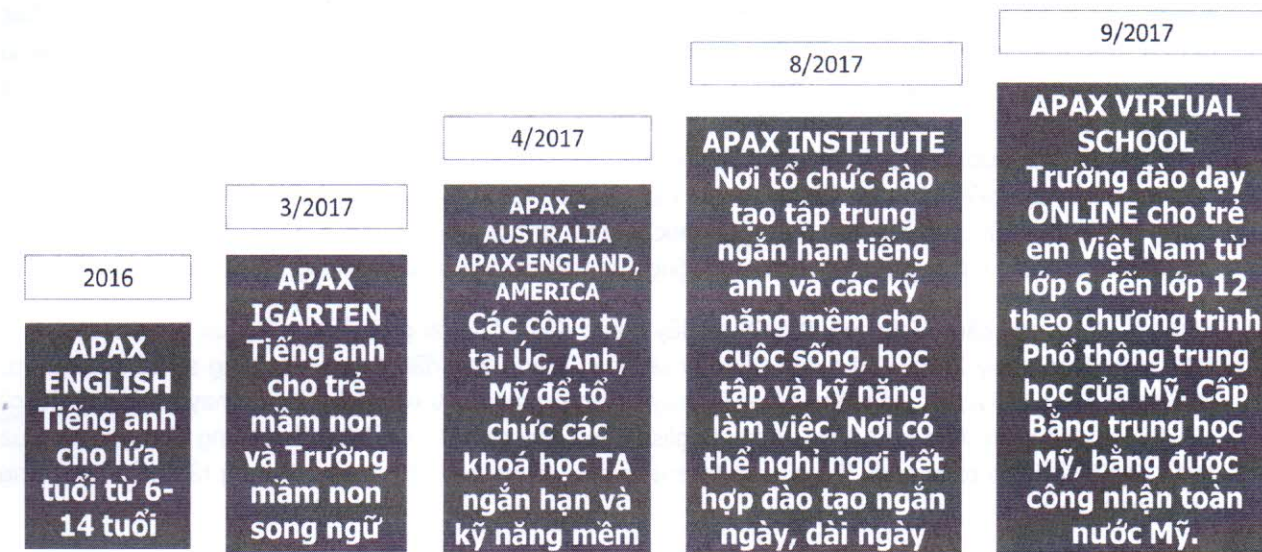 2016
APAX
ENGLISH
Tiếng anh
cho lứa
tuổi từ 6-
14 tuổi
3/2017
APAX
IGARTEN
Tiếng anh
cho trẻ
mầm non
và Trường
mầm non
song ngữ
4/2017
APAX -
AUSTRALIA
APAX-ENGLAND,
AMERICA
Các công ty
tại Úc, Anh,
Mỹ để tổ
chức các
khoá học TA
ngắn hạn và
kỹ năng mềm
8/2017
APAX INSTITUTE
Nơi tổ chức đào
tạo tập trung
ngắn hạn tiếng
anh và các kỹ
năng mềm cho
cuộc sống, học
tập và kỹ năng
làm việc. Nơi có
thể nghỉ ngơi kết
hợp đào tạo ngắn
ngày, dài ngày
9/2017
APAX VIRTUAL
SCHOOL
Trường đào dạy
ONLINE cho trẻ
em Việt Nam từ
lớp 6 đến lớp 12
theo chương trình
Phổ thông trung
học của Mỹ. Cấp
Bằng trung học
Mỹ, bằng được
công nhận toàn
nước Mỹ.